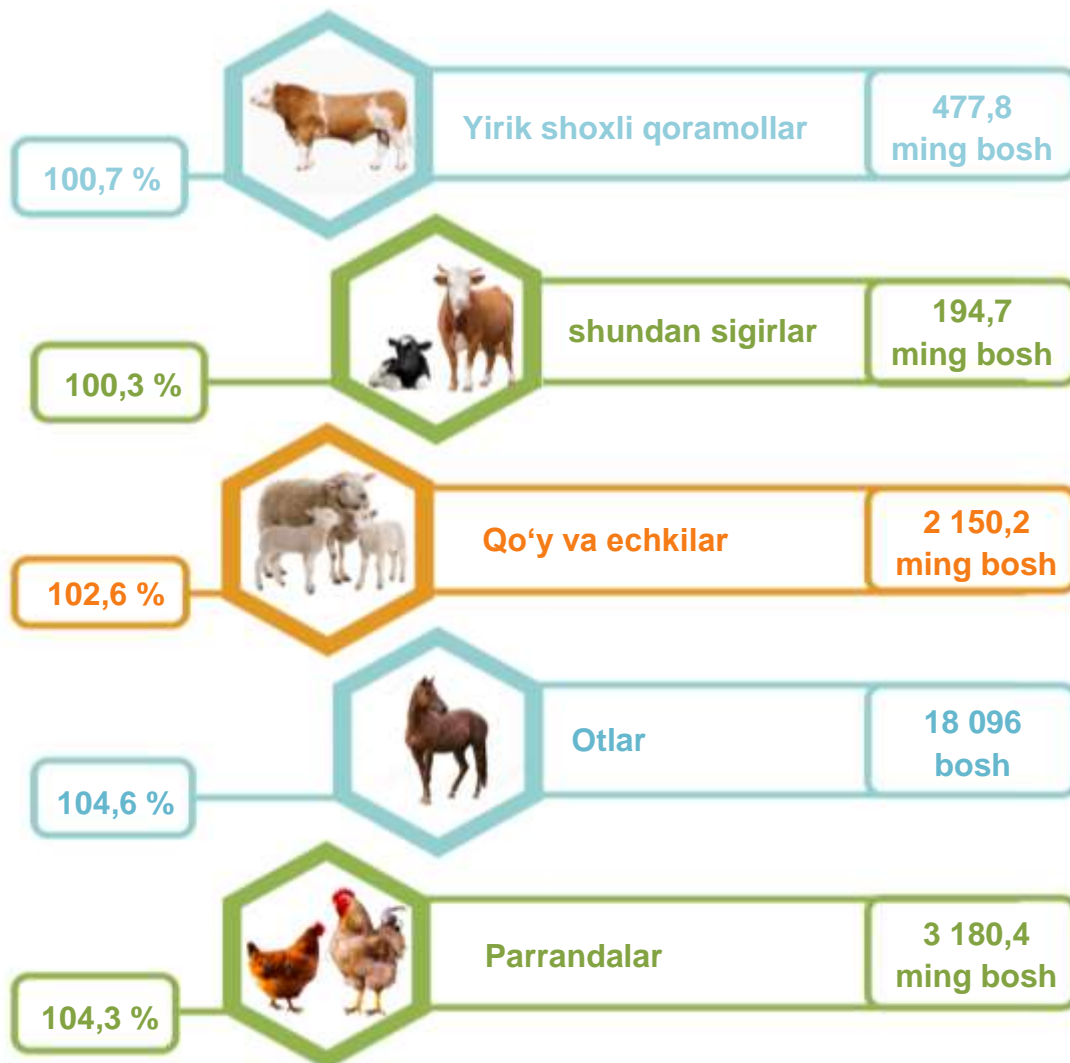 Yirik shoxli qoramollar
477,8
ming bosh
100,7 %
shundan sigirlar
194,7
ming bosh
100,3 %
Qo‘y va echkilar
2 150,2
ming bosh
102,6 %
Otlar
18 096
bosh
104,6 %
Parrandalar
3 180,4
ming bosh
104,3 %